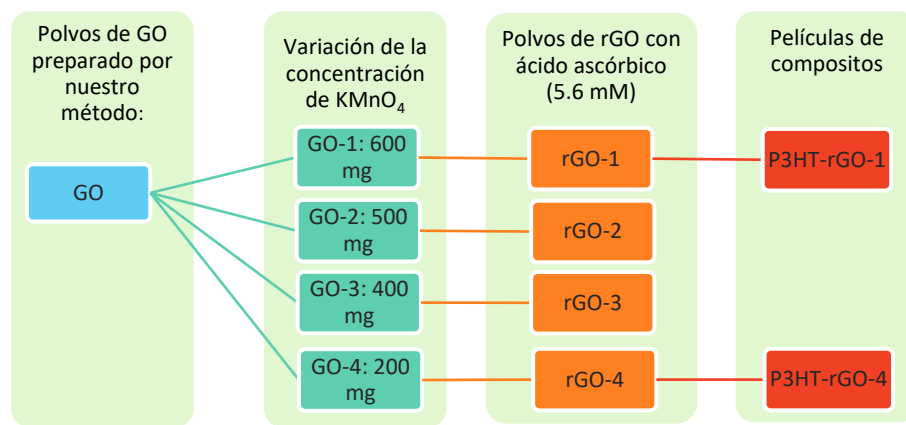 Polvos de GO
preparado por
nuestro
método:
GO
Variación de la
concentración
de KMnO₄
GO-1: 600
mg
GO-2: 500
mg
GO-3: 400
mg
GO-4: 200
mg
Polvos de rGO con
ácido ascórbico
(5.6 mM)
rGO-1
rGO-2
rGO-3
rGO-4
Películas de
compositos
P3HT-rGO-1
P3HT-rGO-4